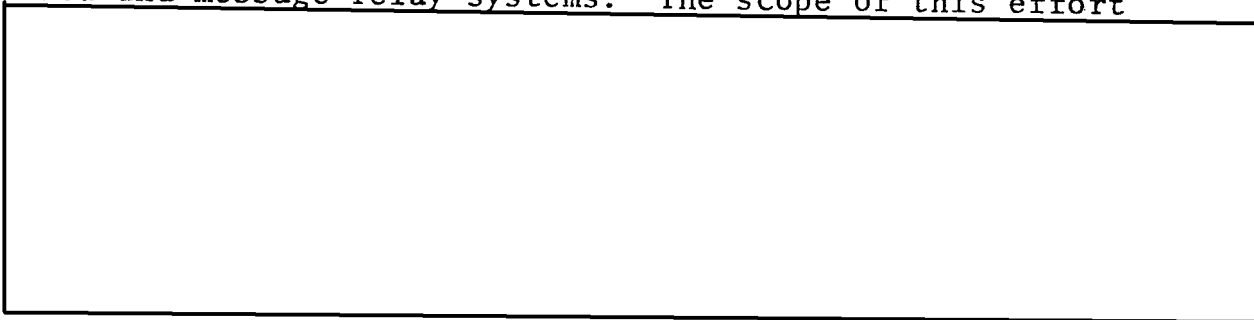 and message relay systems. The scope of this effort